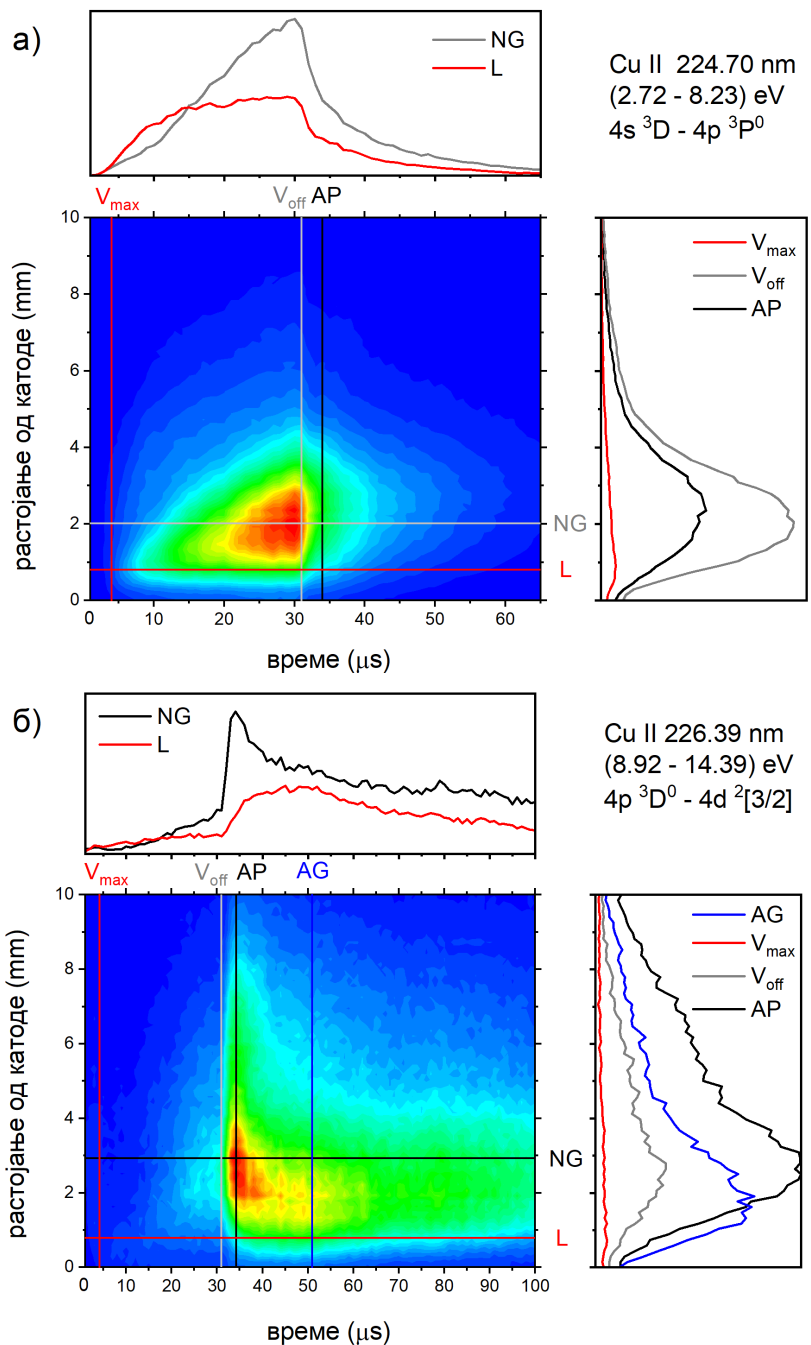 а)
NG
L
Cu II 224.70 nm
(2.72 - 8.23) eV
4s ³D - 4p ³P⁰
V_max
V_off AP
10
8
6
4
2
0
растојање од катоде (mm)
NG
L
0 10 20 30 40 50 60
време (μs)
V_max
V_off
AP
б)
NG
L
Cu II 226.39 nm
(8.92 - 14.39) eV
4p ³D⁰ - 4d ²[3/2]
V_max
V_off AP AG
10
8
6
4
2
0
растојање од катоде (mm)
NG
L
0 10 20 30 40 50 60 70 80 90 100
време (μs)
AG
V_max
V_off
AP